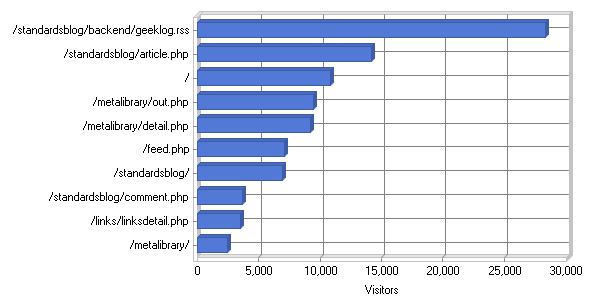 /standardsblog/backend/geeklog.rss
/standardsblog/article.php
/
/metalibrary/out.php
/metalibrary/detail.php
/feed.php
/standardsblog/
/standardsblog/comment.php
/links/linksdetail.php
/metalibrary/
0 5,000 10,000 15,000 20,000 25,000 30,000
Visitors